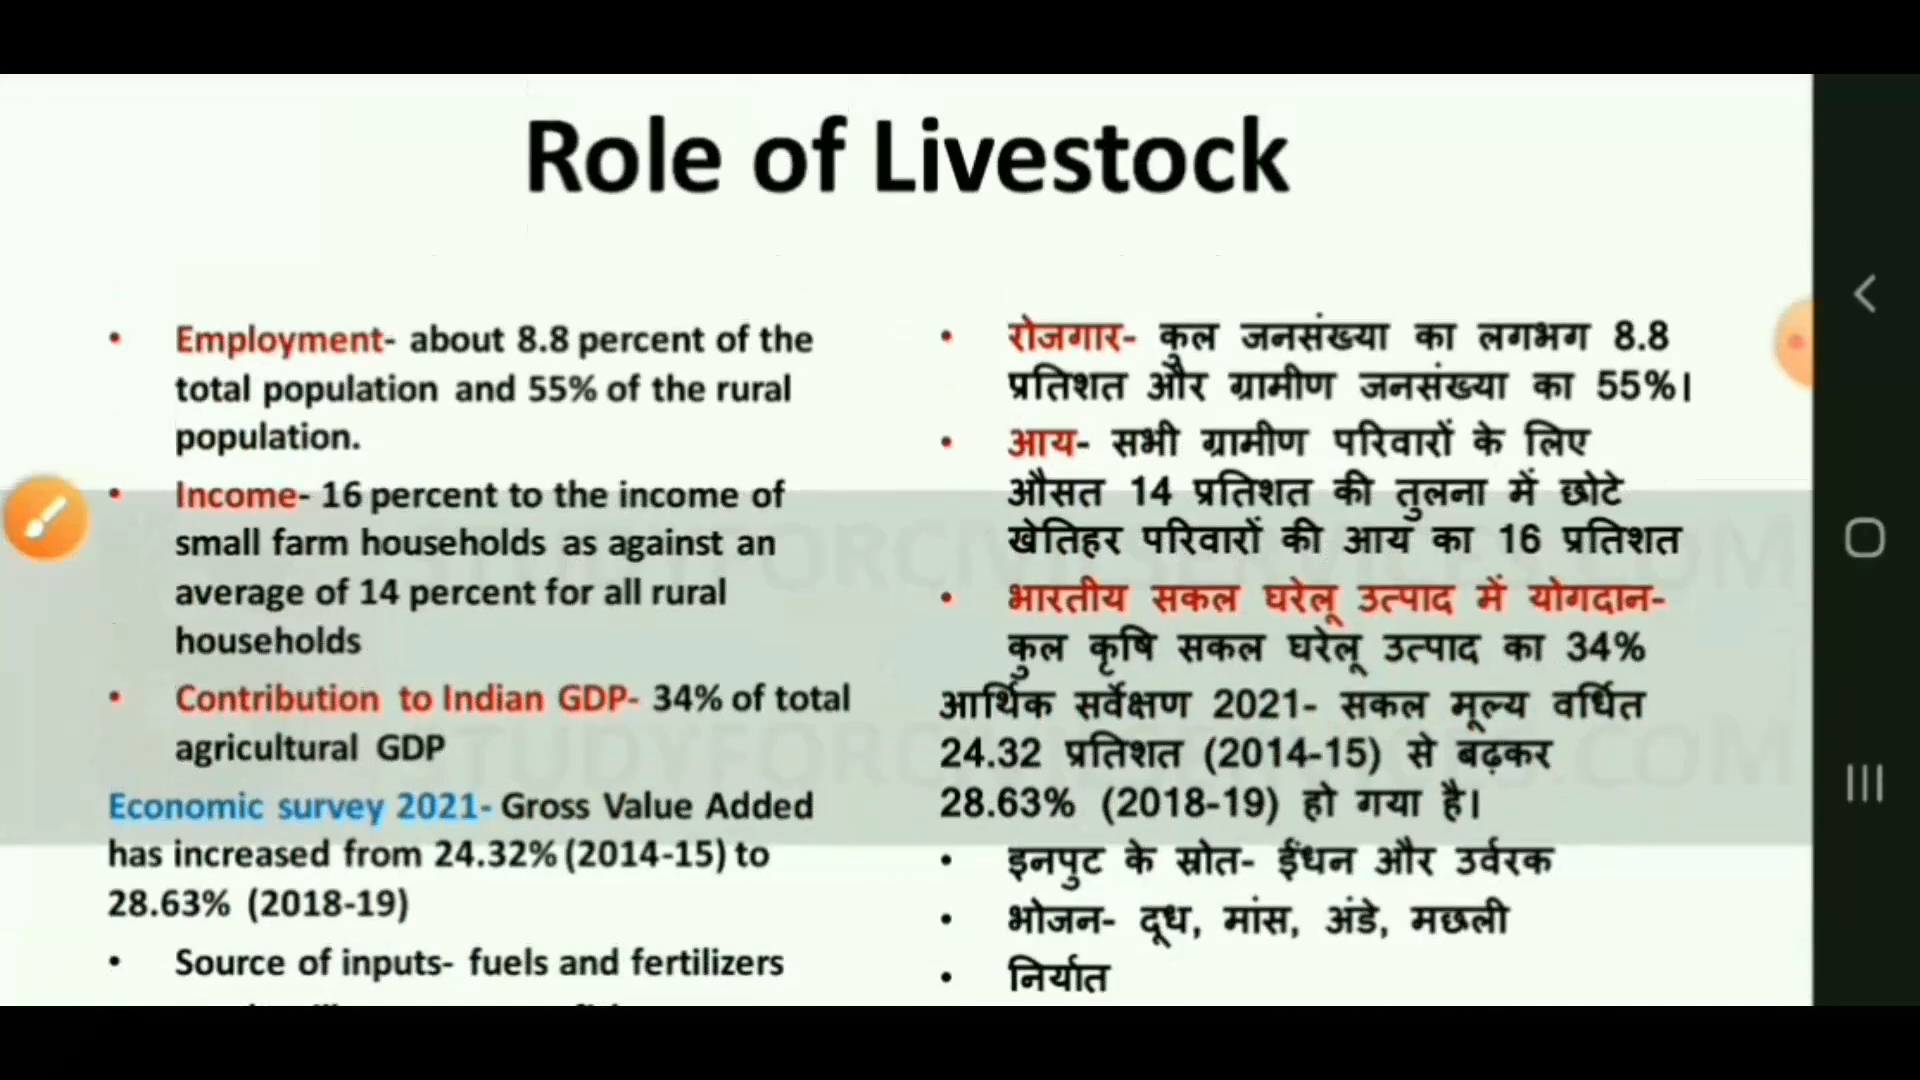 Role of Livestock
• Employment- about 8.8 percent of the
total population and 55% of the rural
population.
• Income- 16 percent to the income of
small farm households as against an
average of 14 percent for all rural
households
• Contribution to Indian GDP- 34% of total
agricultural GDP
Economic survey 2021- Gross Value Added
has increased from 24.32% (2014-15) to
28.63% (2018-19)
• Source of inputs- fuels and fertilizers
• रोजगार- कुल जनसंख्या का लगभग 8.8
प्रतिशत और ग्रामीण जनसंख्या का 55%।
• आय- सभी ग्रामीण परिवारों के लिए
औसत 14 प्रतिशत की तुलना में छोटे
खेतिहर परिवारों की आय का 16 प्रतिशत
• भारतीय सकल घरेलू उत्पाद में योगदान-
कुल कृषि सकल घरेलू उत्पाद का 34%
आर्थिक सर्वेक्षण 2021- सकल मूल्य वर्धित
24.32 प्रतिशत (2014-15) से बढ़कर
28.63% (2018-19) हो गया है।
• इनपुट के स्रोत- ईंधन और उर्वरक
• भोजन- दूध, मांस, अंडे, मछली
• निर्यात
STUDYFORCIVILSERVICES.COM
STUDYFORCIVILSERVICES.COM